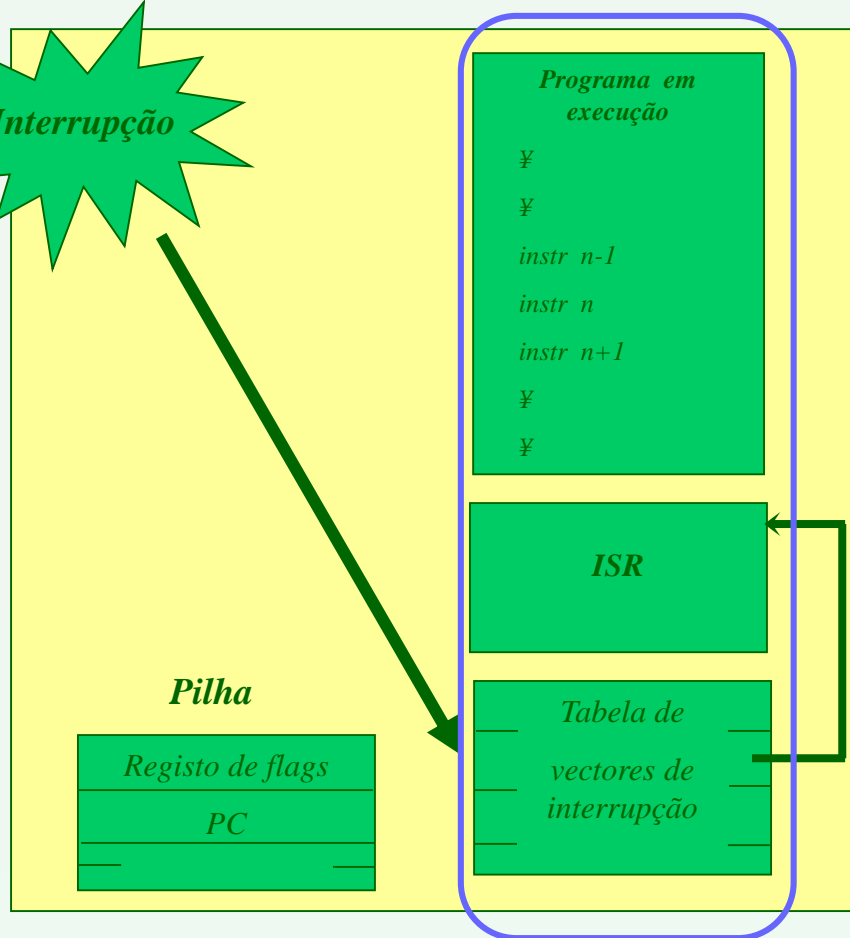 Interrupção
Programa em
execução
¥
¥
instr n-1
instr n
instr n+1
¥
¥
ISR
Pilha
Registo de flags
PC
Tabela de
vectores de
interrupção